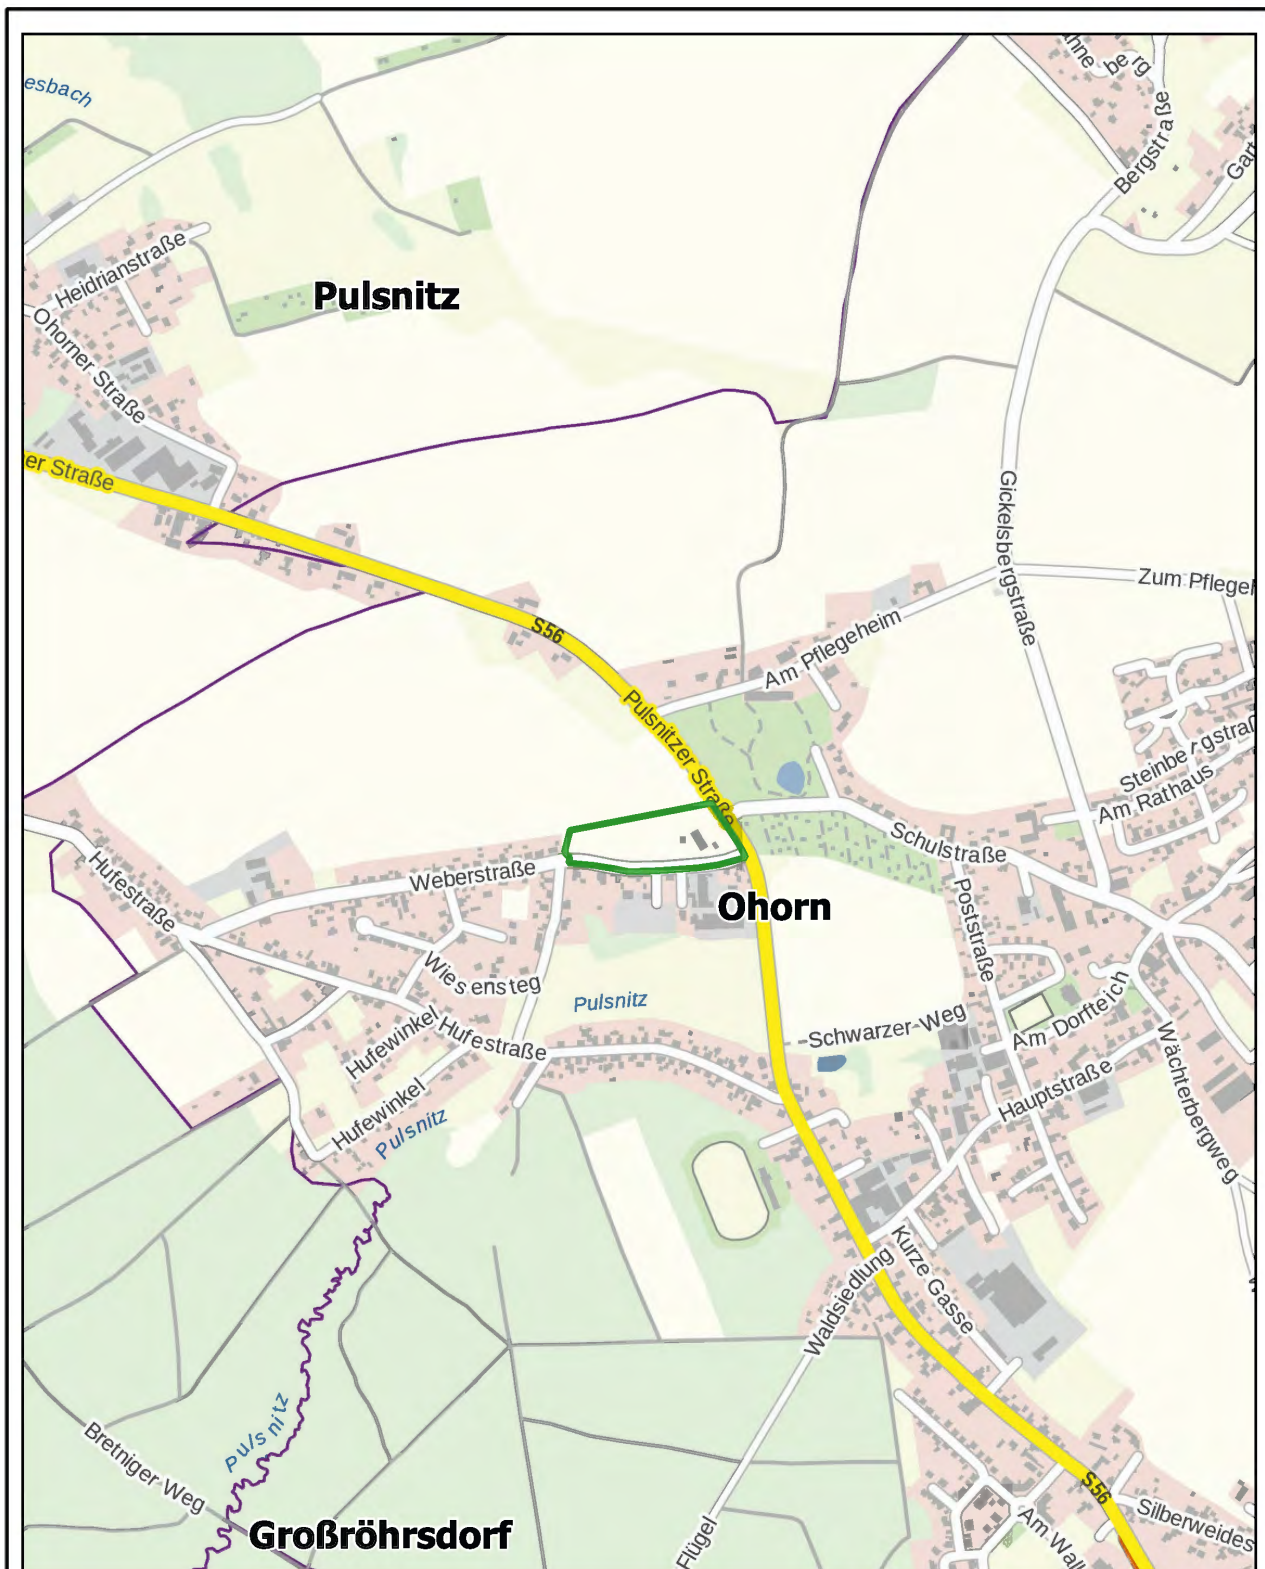 esbach
berg
Bergstraße
Heidrianstraße
Pulsnitz
Ohorner Straße
er Straße
Gickelsbergstraße
Zum Pflegeh
S56
Am Pflegeheim
Pulsnitzer Straße
Steinbergstraß
Am Rathaus
Schulstraße
Hufestraße
Weberstraße
Ohorn
Poststraße
Wiesensteg
Pulsnitz
Schwarzer Weg
Am Dorfteich
Hufewinkel
Hufestraße
Wächterbergweg
Hauptstraße
Hufewinkel
Pulsnitz
Kurze Gasse
Waldsiedlung
Pulsnitz
Bretniger Weg
S56
Silberweides
Großröhrsdorf
Flügel
Am Wall